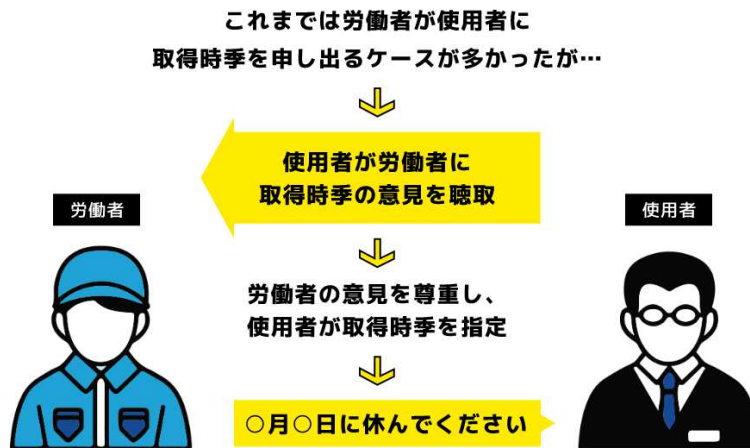 これまでは労働者が使用者に
取得時季を申し出るケースが多かったが…
使用者が労働者に
取得時季の意見を聴取
労働者
使用者
労働者の意見を尊重し、
使用者が取得時季を指定
○月○日に休んでください